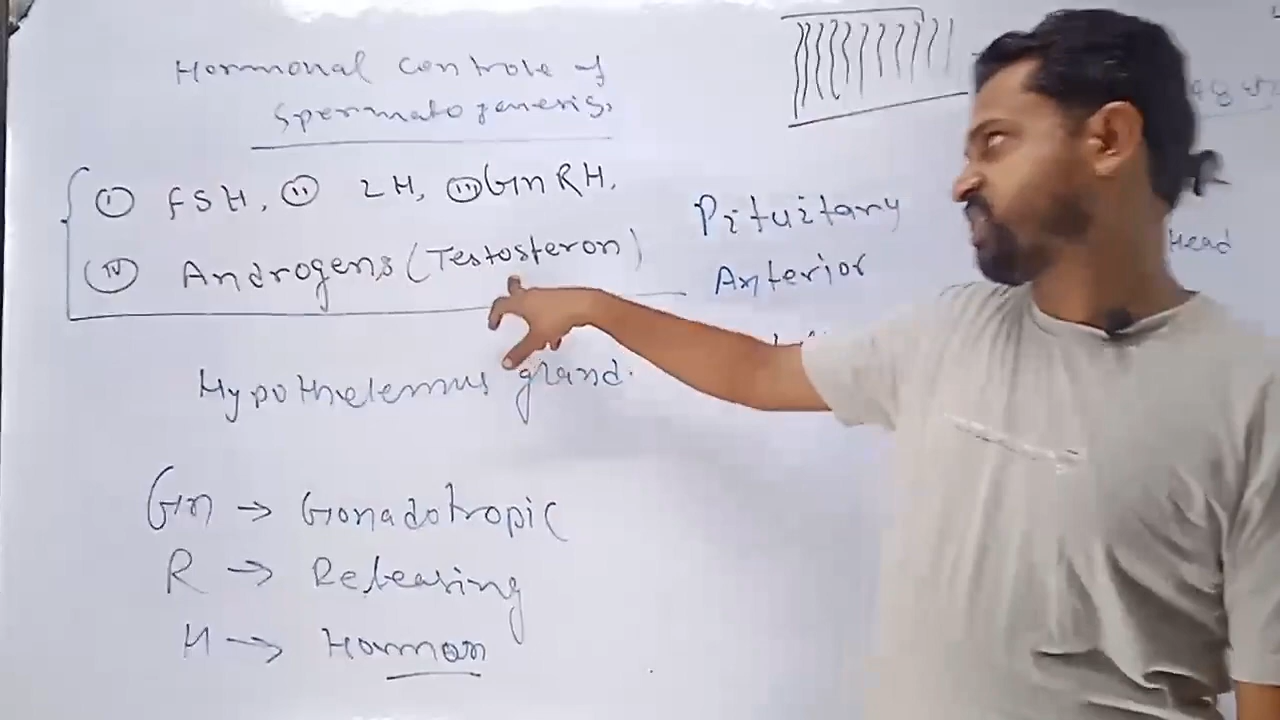 Hormonal controle of
spermatogenesis.
(I) FSH, (II) LH, (III) GnRH.
(IV) Androgens (Testosteron)
Hypothelemus gland.
Gn → Gonadotropic
R → Releasing
H → Hormon
Pituitary
Anterior
Head